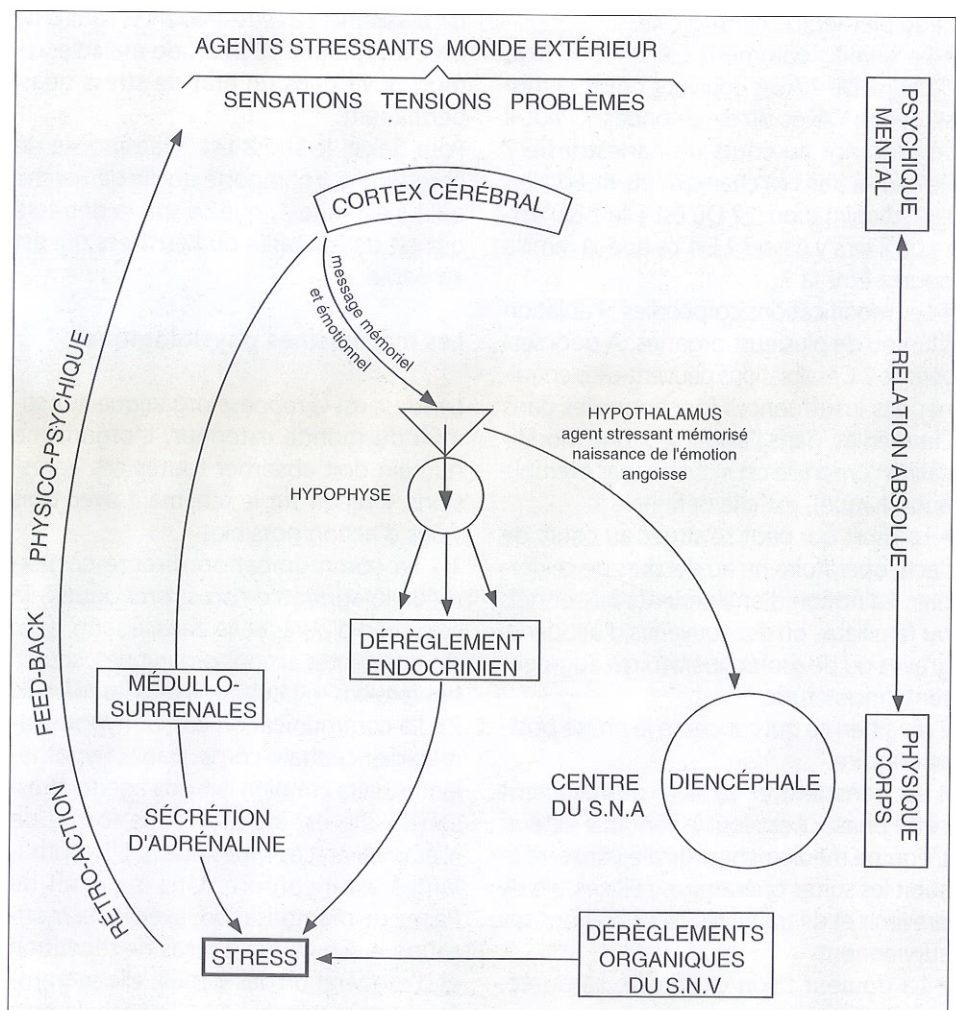 AGENTS STRESSANTS MONDE EXTÉRIEUR
SENSATIONS TENSIONS PROBLÈMES
CORTEX CÉRÉBRAL
message mémoriel
et émotionnel
HYPOTHALAMUS
agent stressant mémorisé
naissance de l'émotion
angoisse
HYPOPHYSE
DÉRÈGLEMENT
ENDOCRINIEN
MÉDULLO-
SURRENALES
CENTRE
DU S.N.A
DIENCÉPHALE
SÉCRÉTION
D'ADRÉNALINE
STRESS
DÉRÈGLEMENTS
ORGANIQUES
DU S.N.V
RÉTROACTION FEED-BACK PHYSICO-PSYCHIQUE
PSYCHIQUE
MENTAL
RELATION ABSOLUE
PHYSIQUE
CORPS